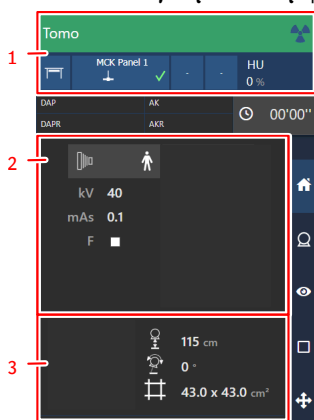 Tomo
1
MCK Panel 1
- -
HU
0 %
DAP AK
00'00"
DAPR AKR
2
kV 40
mAs 0.1
F
115 cm
3
0 °
43.0 x 43.0 cm²